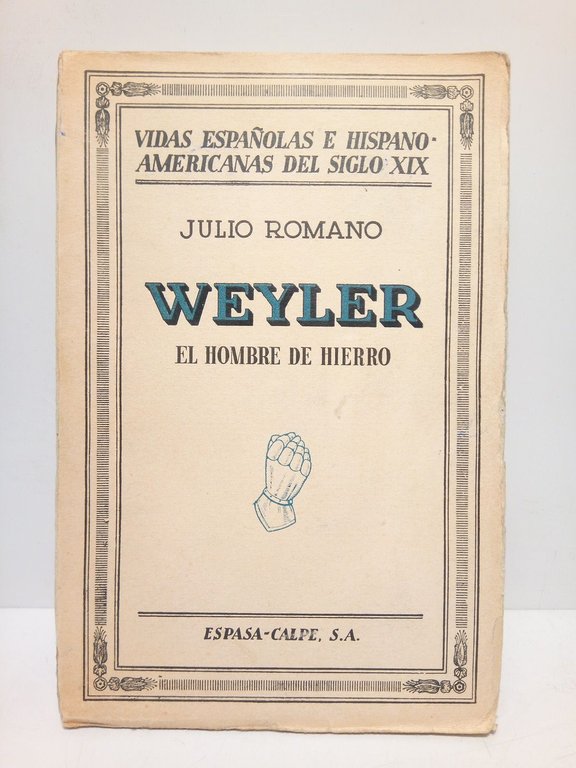 VIDAS ESPAÑOLAS E HISPANO-
AMERICANAS DEL SIGLO XIX
JULIO ROMANO
WEYLER
EL HOMBRE DE HIERRO
ESPASA-CALPE, S.A.